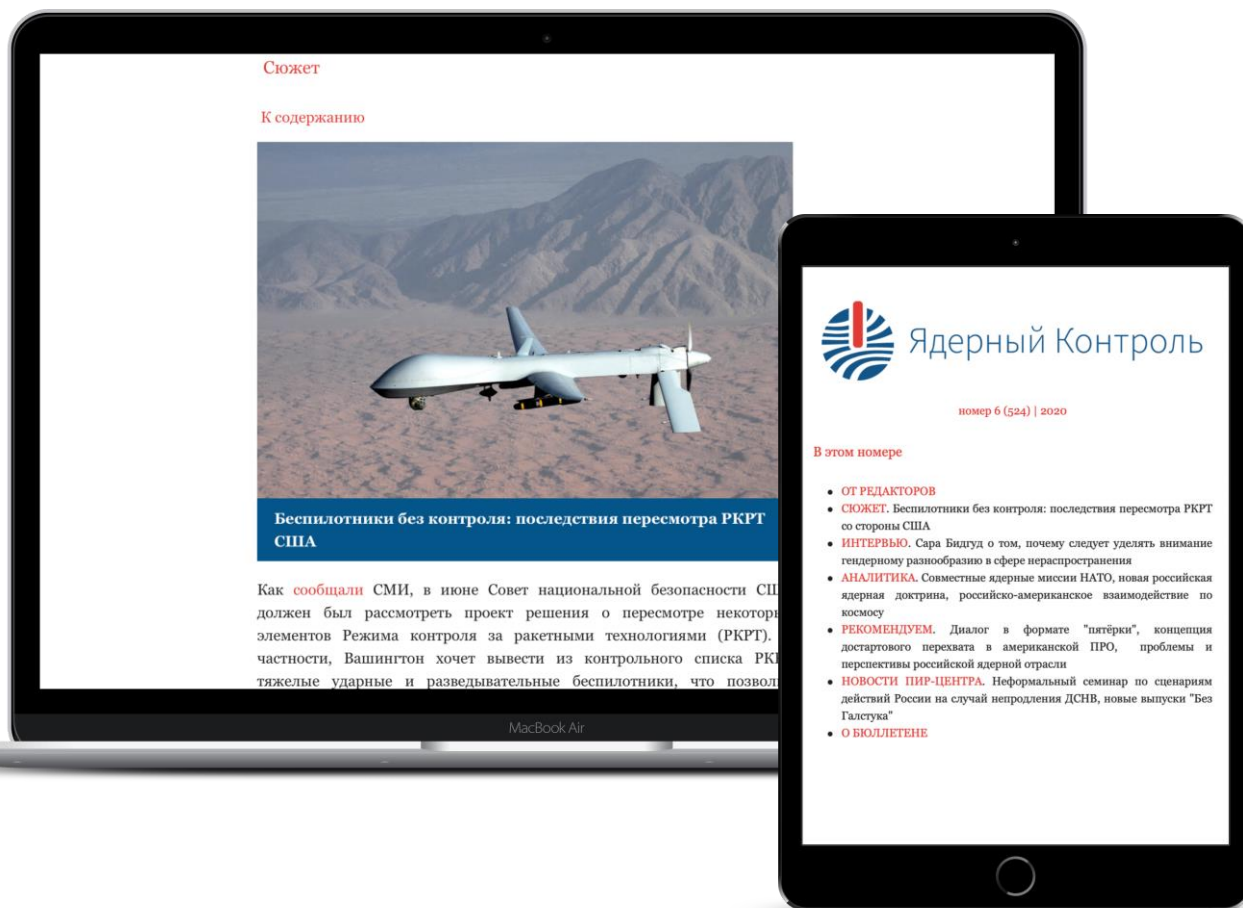 Сюжет
К содержанию
Беспилотники без контроля: последствия пересмотра РКРТ
США
Как сообщали СМИ, в июне Совет национальной безопасности
должен был рассмотреть проект решения о пересмотре
элементов Режима контроля за ракетными технологиями (РКРТ).
частности, Вашингтон хочет вывести из контрольного списка
тяжелые ударные и разведывательные беспилотники, что
MacBook Air
Ядерный Контроль
номер 6 (524) | 2020
В этом номере
• ОТ РЕДАКТОРОВ
• СЮЖЕТ. Беспилотники без контроля: последствия пересмотра РКРТ
со стороны США
• ИНТЕРВЬЮ. Сара Бидгуд о том, почему следует уделять внимание
гендерному разнообразию в сфере нераспространения
• АНАЛИТИКА. Совместные ядерные миссии НАТО, новая российская
ядерная доктрина, российско-американское взаимодействие по
космосу
• РЕКОМЕНДУЕМ. Диалог в формате "пятёрки", концепция
достартового перехвата в американской ПРО, проблемы и
перспективы российской ядерной отрасли
• НОВОСТИ ПИР-ЦЕНТРА. Неформальный семинар по сценариям
действий России на случай непродления ДСНВ, новые выпуски "Без
Галстука"
• О БЮЛЛЕТЕНЕ